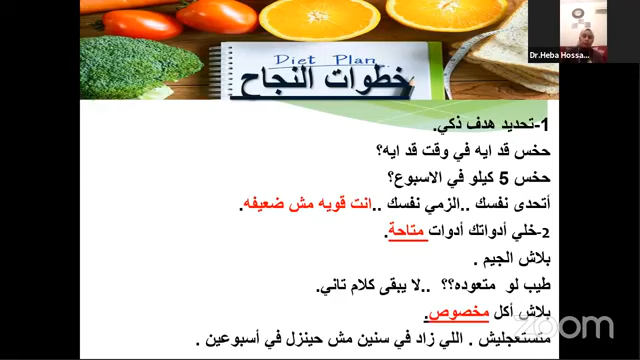 Dr.Heba Hossa...
Diet Plan
خطوات النجاح
1-تحديد هدف ذكي.
حخس قد ايه في وقت قد ايه؟
حخس 5 كيلو في الاسبوع؟
أتحدى نفسك ..الزمي نفسك ..انت قويه مش ضعيفه.
2-خلي أدواتك أدوات متاحة.
بلاش الجيم .
طيب لو متعوده؟؟ ..لا يبقى كلام تاني.
بلاش أكل مخصوص.
متستعجليش . اللي زاد في سنين مش حينزل في أسبوعين .
zoom